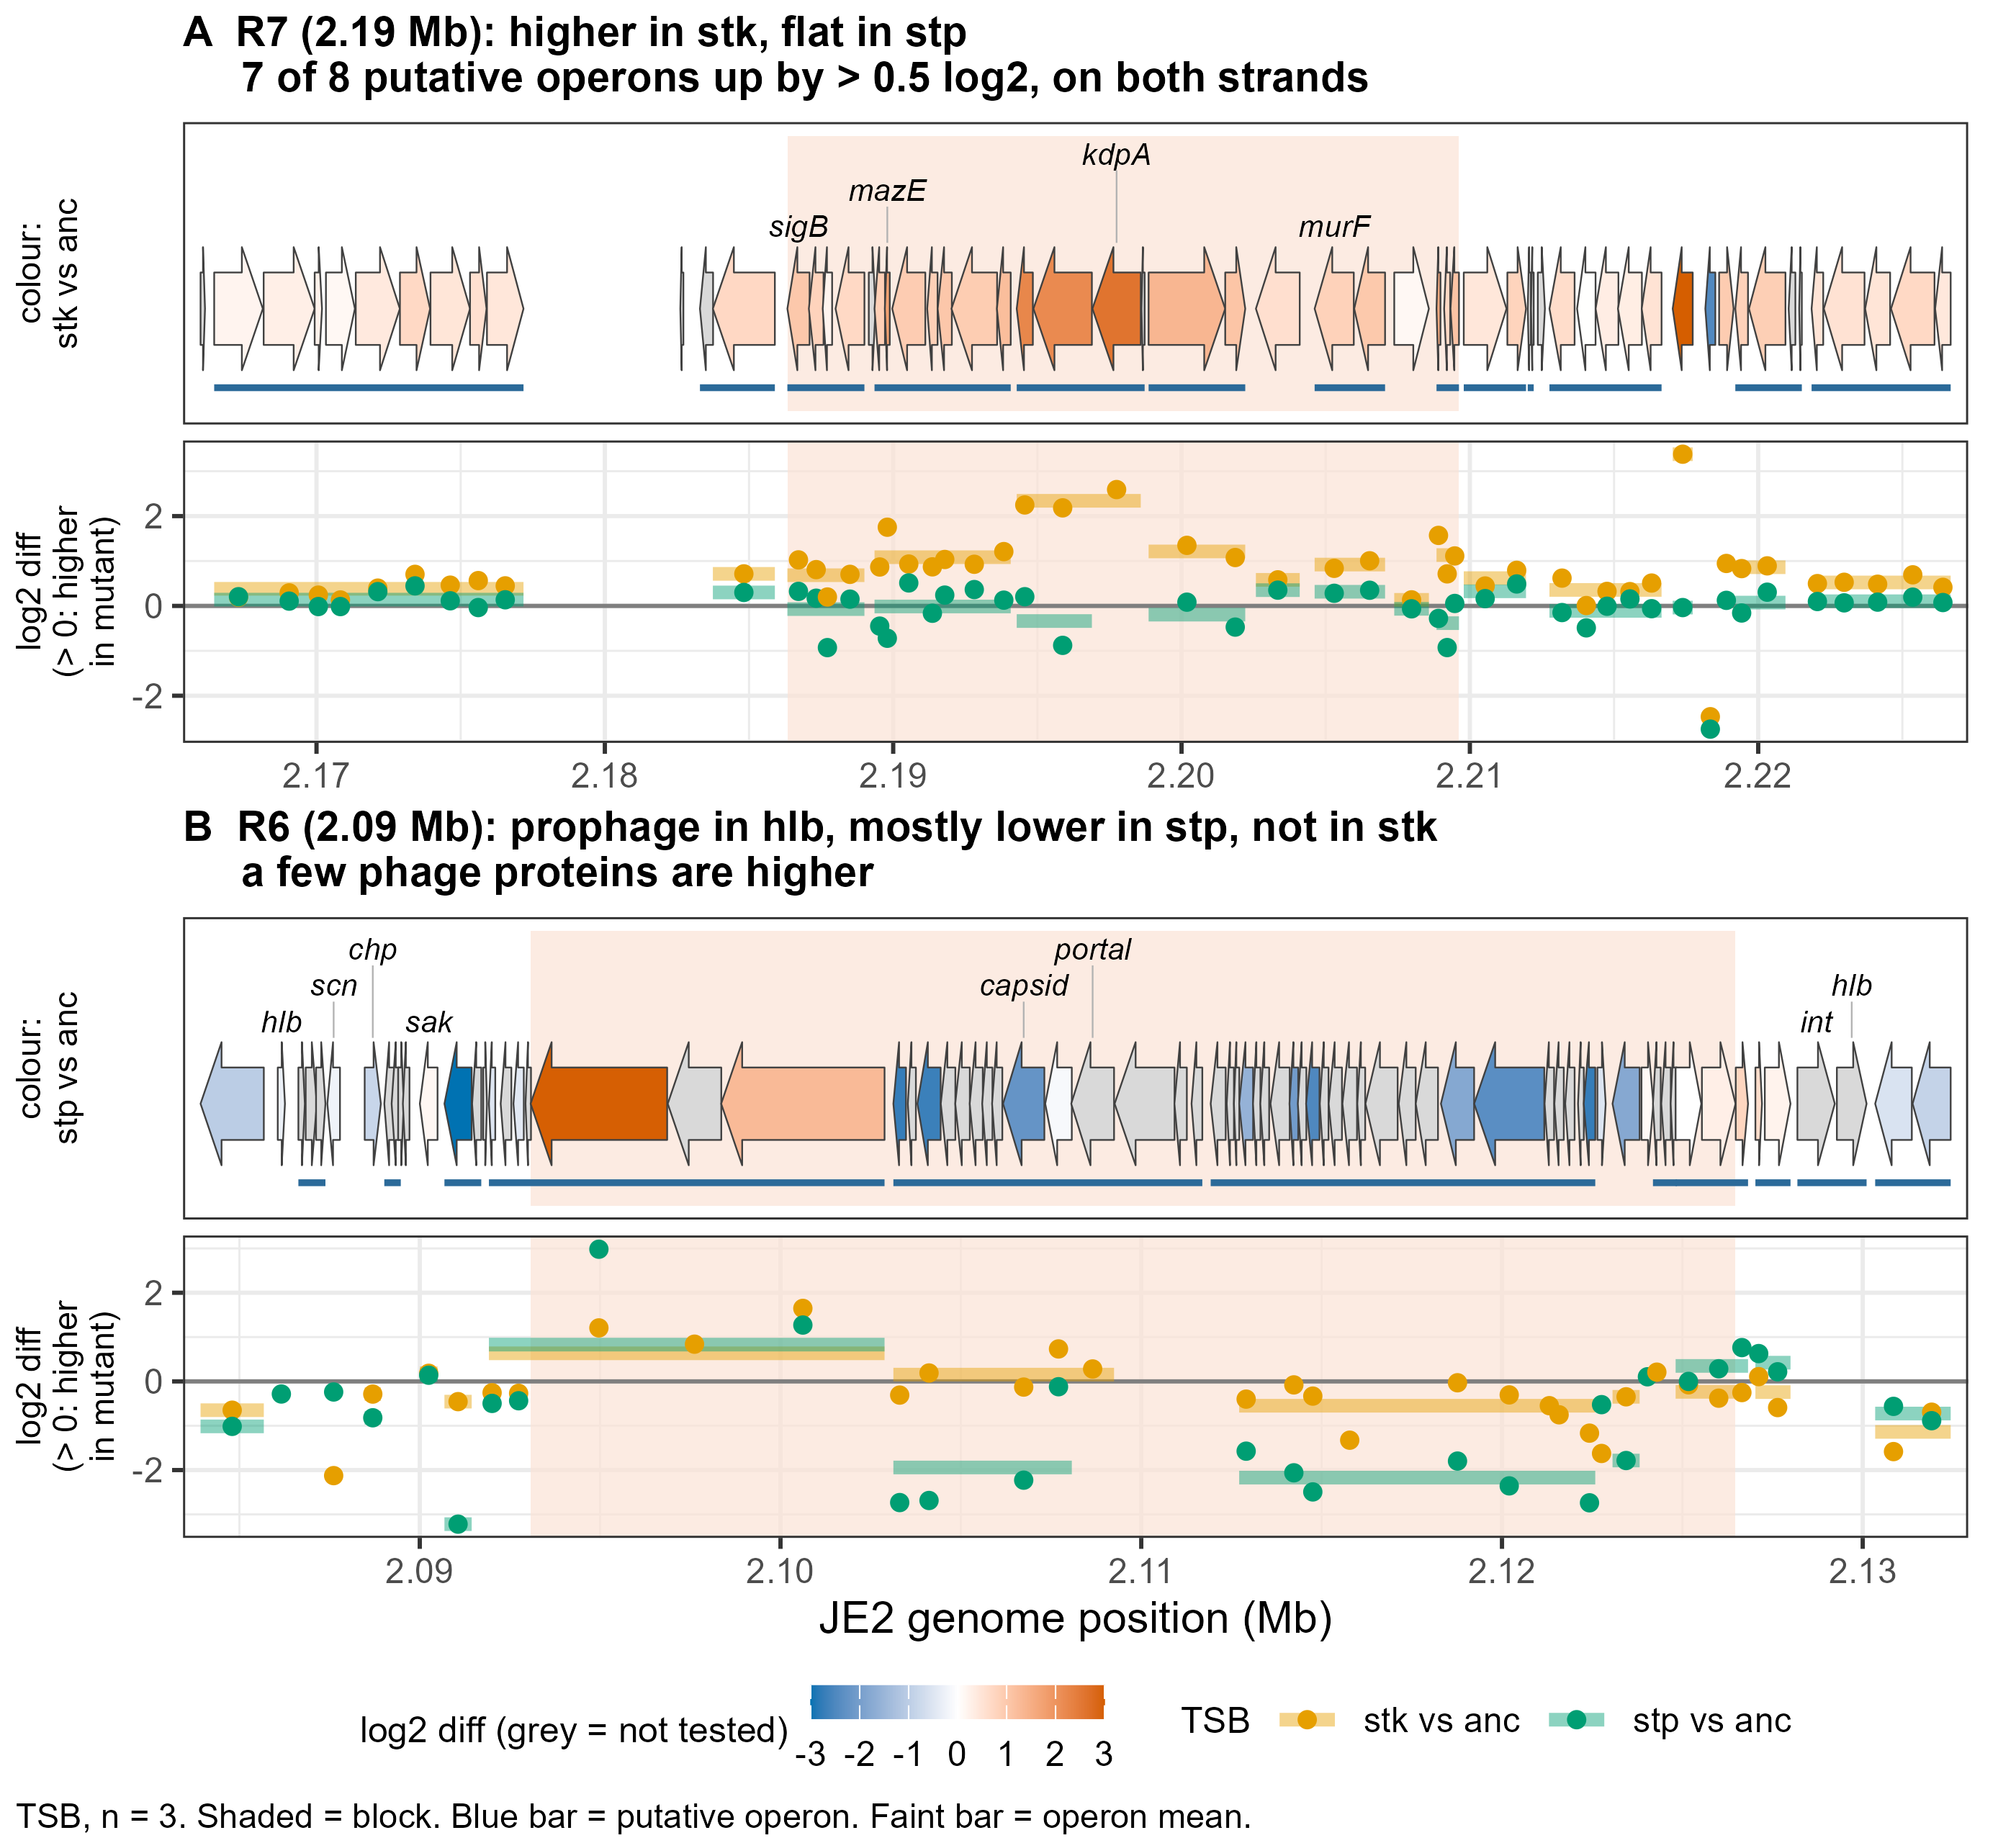 A R7 (2.19 Mb): higher in stk, flat in stp
7 of 8 putative operons up by > 0.5 log2, on both strands
colour:
stk vs anc
kdpA
mazE
sigB
murF
log2 diff
(> 0: higher
in mutant)
2
0
-2
2.17 2.18 2.19 2.20 2.21 2.22
B R6 (2.09 Mb): prophage in hlb, mostly lower in stp, not in stk
a few phage proteins are higher
colour:
stp vs anc
chp portal
scn capsid hlb
hlb sak int
log2 diff
(> 0: higher
in mutant)
2
0
-2
2.09 2.10 2.11 2.12 2.13
JE2 genome position (Mb)
log2 diff (grey = not tested)
-3 -2 -1 0 1 2 3
TSB stk vs anc stp vs anc
TSB, n = 3. Shaded = block. Blue bar = putative operon. Faint bar = operon mean.